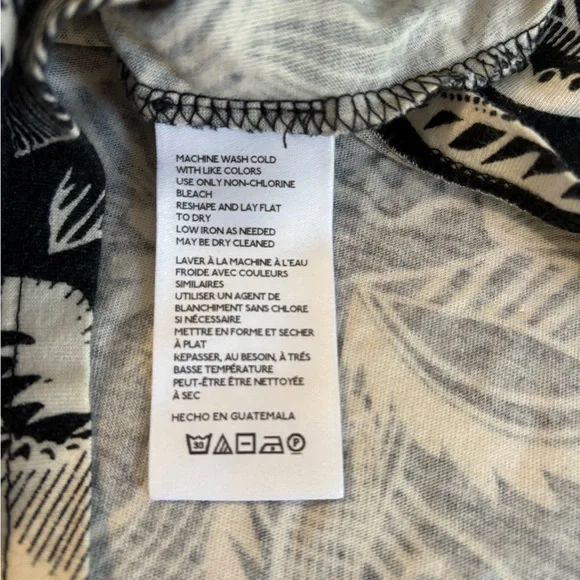 MACHINE WASH COLD
WITH LIKE COLORS
USE ONLY NON-CHLORINE
BLEACH
RESHAPE AND LAY FLAT
TO DRY
LOW IRON AS NEEDED
MAY BE DRY CLEANED
LAVER À LA MACHINE À L'EAU
FROIDE AVEC COULEURS
SIMILAIRES
UTILISER UN AGENT DE
BLANCHIMENT SANS CHLORE
SI NÉCESSAIRE
METTRE EN FORME ET SECHER
À PLAT
REPASSER, AU BESOIN, À TRÉS
BASSE TEMPÉRATURE
PEUT-ÊTRE ÊTRE NETTOYÉE
À SEC
HECHO EN GUATEMALA
30 P